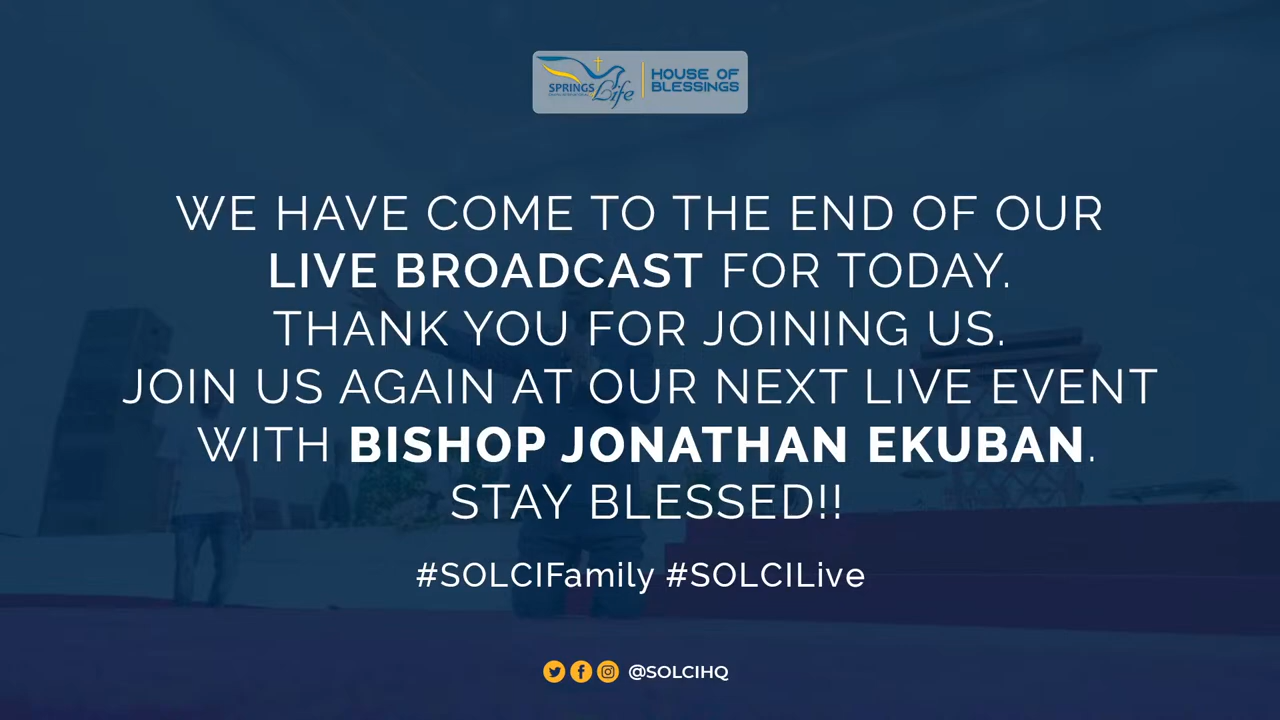 SPRINGS Life
HOUSE OF
BLESSINGS
WE HAVE COME TO THE END OF OUR
LIVE BROADCAST FOR TODAY.
THANK YOU FOR JOINING US.
JOIN US AGAIN AT OUR NEXT LIVE EVENT
WITH BISHOP JONATHAN EKUBAN.
STAY BLESSED!!
#SOLCIFamily #SOLCILive
@SOLCIHQ